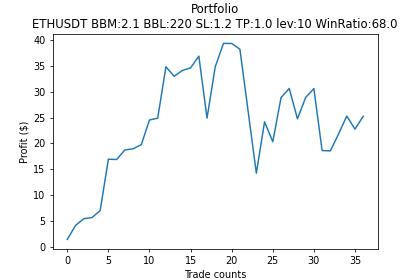 Portfolio
ETHUSDT BBM:2.1 BBL:220 SL:1.2 TP:1.0 lev:10 WinRatio:68.0
40
35
30
25
20
15
10
5
0
Profit ($)
0 5 10 15 20 25 30 35
Trade counts